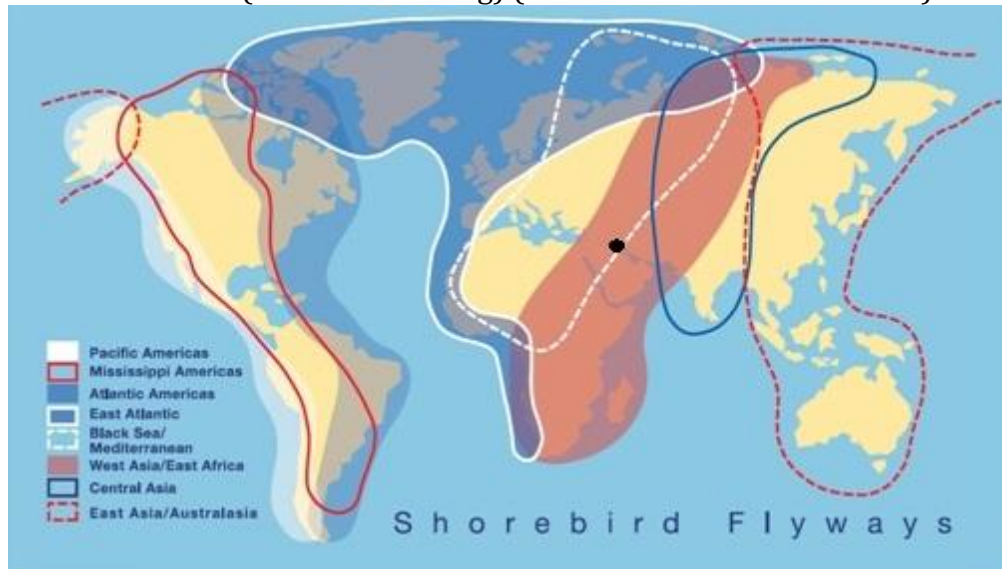 Pacific Americas
Mississippi Americas
Atlantic Americas
East Atlantic
Black Sea/
Mediterranean
West Asia/East Africa
Central Asia
East Asia/Australasia
Shorebird Flyways